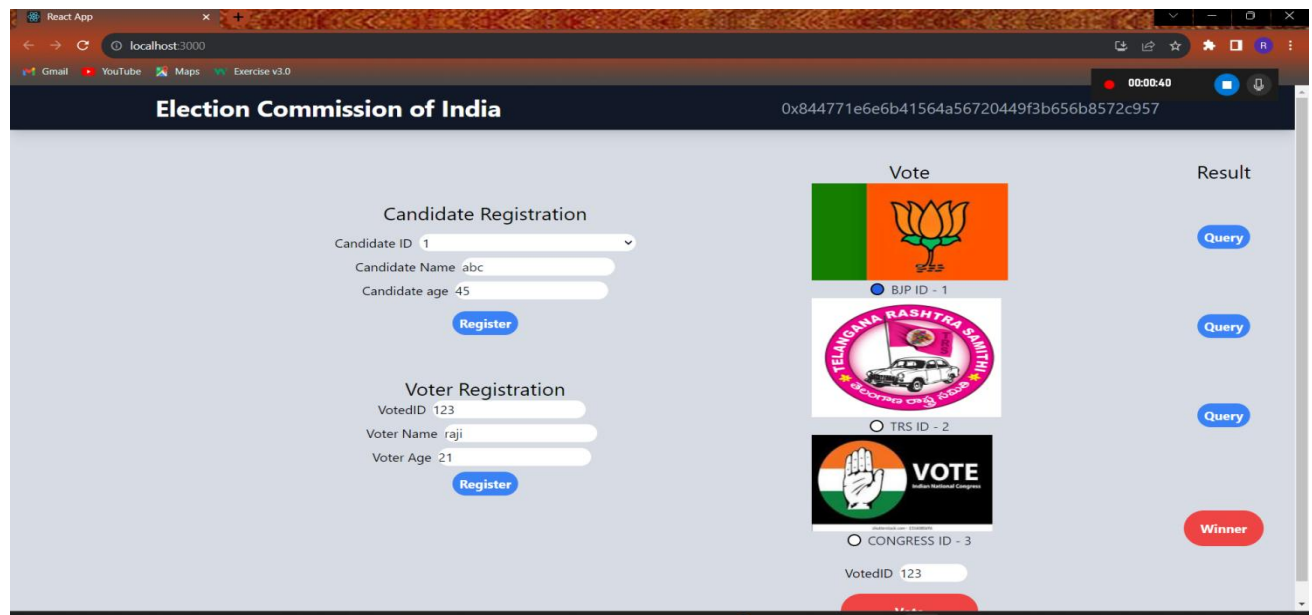 React App
localhost:3000
Gmail YouTube Maps Exercise v3.0
R
00:00:40
Election Commission of India
0x844771e6e6b41564a56720449f3b656b8572c957
Candidate Registration
Candidate ID 1
Candidate Name abc
Candidate age 45
Register
Voter Registration
VotedID 123
Voter Name raji
Voter Age 21
Register
Vote
BJP ID - 1
TELANGANA RASHTRA SAMITHI
TRS
తెలంగాణ రాష్ట్ర సమితి
TRS ID - 2
VOTE
Indian National Congress
CONGRESS ID - 3
VotedID 123
Vote
Result
Query
Query
Query
Winner